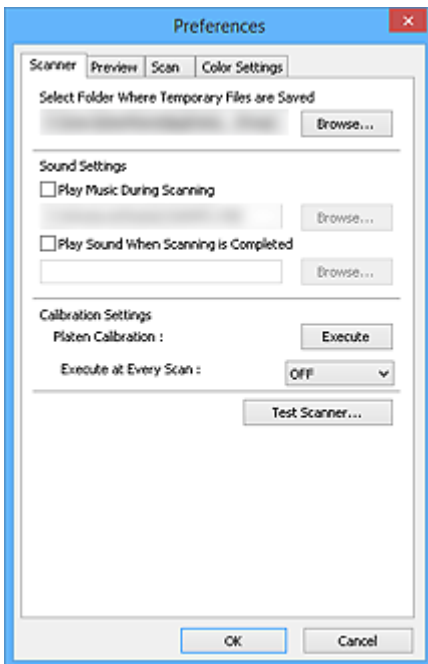 Preferences
Scanner Preview Scan Color Settings
Select Folder Where Temporary Files are Saved
Browse...
Sound Settings
Play Music During Scanning
Browse...
Play Sound When Scanning is Completed
Browse...
Calibration Settings
Platen Calibration : Execute
Execute at Every Scan : OFF
Test Scanner...
OK Cancel